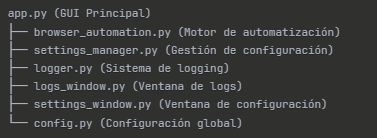 app.py (GUI Principal)
├── browser_automation.py (Motor de automatización)
├── settings_manager.py (Gestión de configuración)
├── logger.py (Sistema de logging)
├── logs_window.py (Ventana de logs)
├── settings_window.py (Ventana de configuración)
└── config.py (Configuración global)